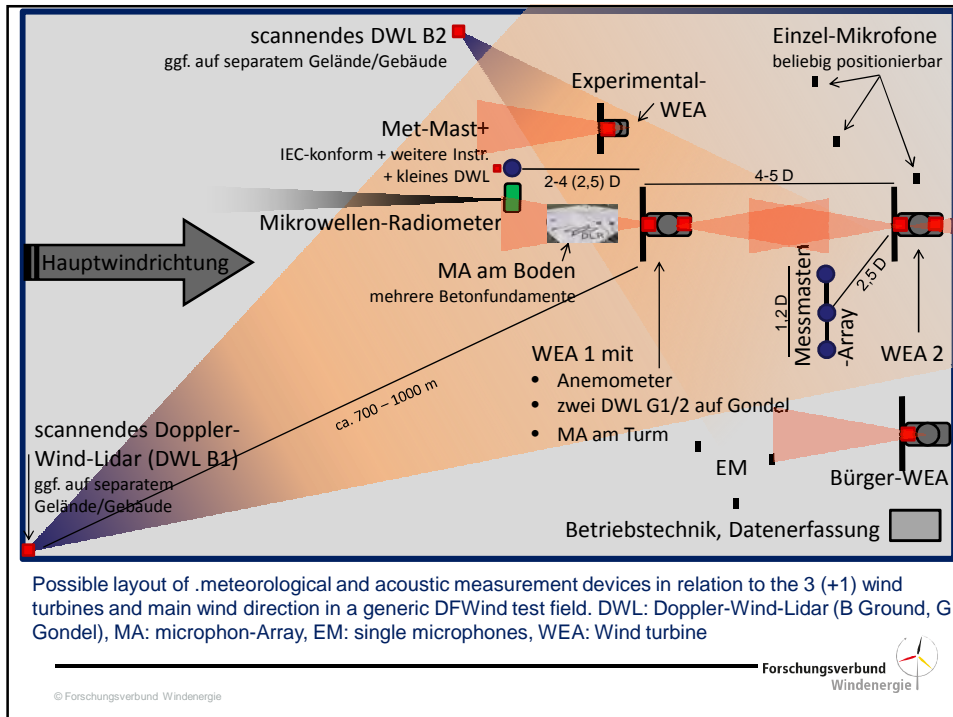 scannendes DWL B2
ggf. auf separatem Gelände/Gebäude
Einzel-Mikrofone
beliebig positionierbar
Experimental-
WEA
Met-Mast+
IEC-konform + weitere Instr.
+ kleines DWL
2-4 (2,5) D
4-5 D
Mikrowellen-Radiometer
DLR
Hauptwindrichtung
MA am Boden
mehrere Betonfundamente
1,2 D
Messmasten
-Array
2,5 D
WEA 2
WEA 1 mit
• Anemometer
• zwei DWL G1/2 auf Gondel
• MA am Turm
ca. 700 – 1000 m
scannendes Doppler-
Wind-Lidar (DWL B1)
ggf. auf separatem
Gelände/Gebäude
EM
Bürger-WEA
Betriebstechnik, Datenerfassung
Possible layout of .meteorological and acoustic measurement devices in relation to the 3 (+1) wind
turbines and main wind direction in a generic DFWind test field. DWL: Doppler-Wind-Lidar (B Ground, G
Gondel), MA: microphon-Array, EM: single microphones, WEA: Wind turbine
Forschungsverbund
Windenergie
© Forschungsverbund Windenergie